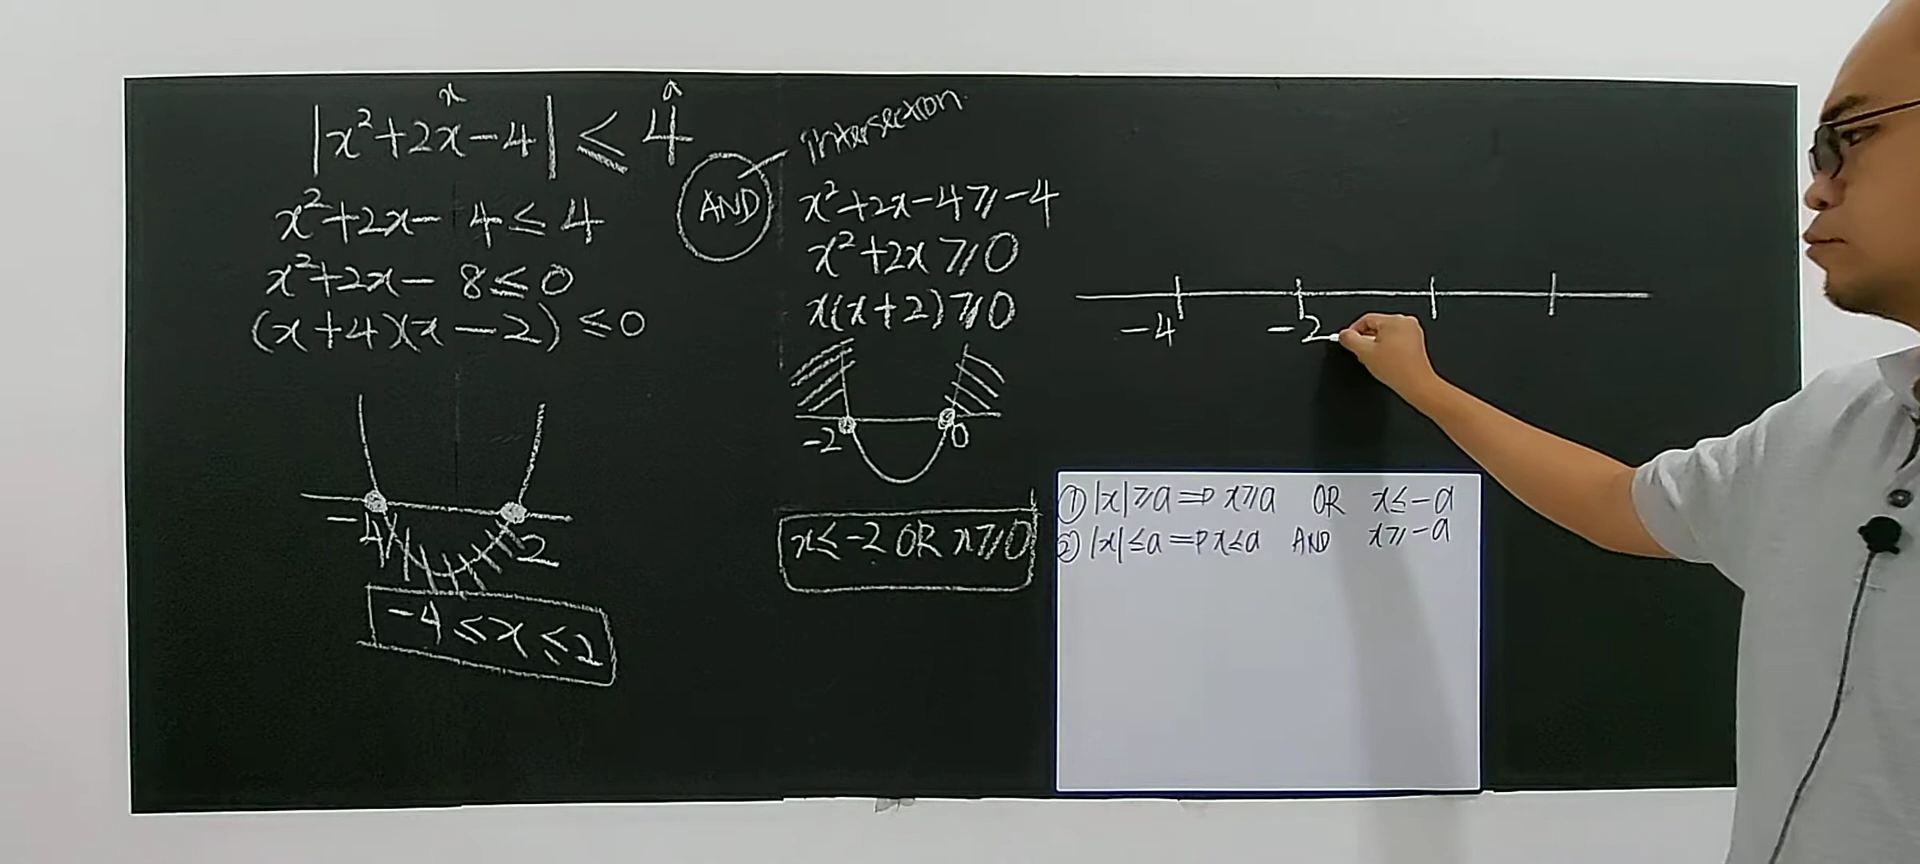 x a
|x²+2x-4| ≤ 4
x²+2x-4≤4
x²+2x-8≤0
(x+4)(x-2)≤0
-4 2
-4≤x≤2
AND
intersection
x²+2x-4≥-4
x²+2x≥0
x(x+2)≥0
-2 0
x≤-2 OR x≥0
-4 -2
① |x|≥a⇒x≥a OR x≤-a
② |x|≤a⇒x≤a AND x≥-a